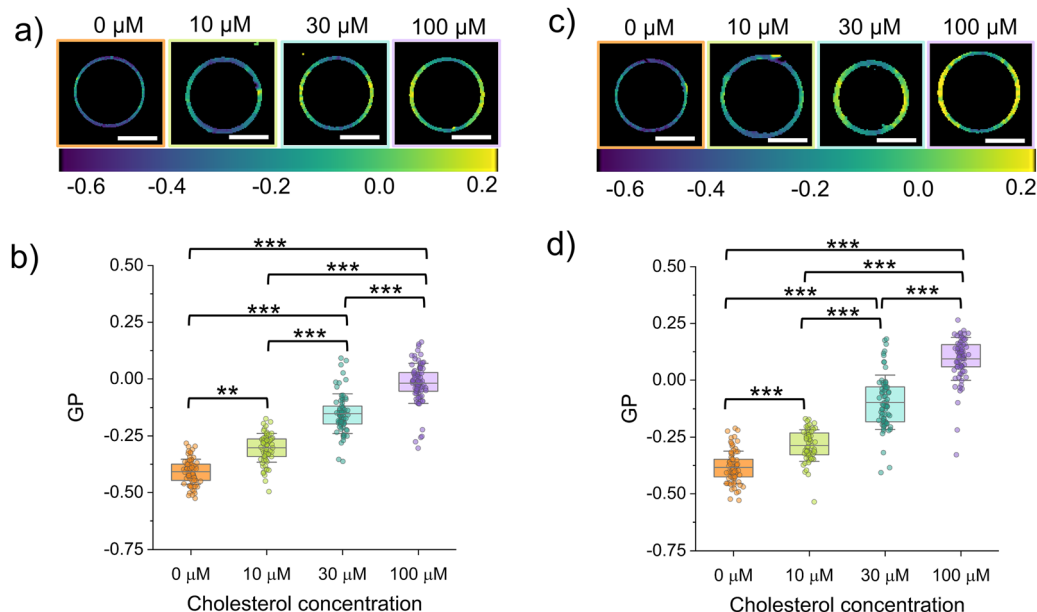 a)
0 µM 10 µM 30 µM 100 µM
-0.6 -0.4 -0.2 0.0 0.2
c)
0 µM 10 µM 30 µM 100 µM
-0.6 -0.4 -0.2 0.0 0.2
b)
***
***
***
***
***
**
0.50
0.25
0.00
-0.25
-0.50
-0.75
GP
0 µM 10 µM 30 µM 100 µM
Cholesterol concentration
d)
***
***
***
***
***
***
0.50
0.25
0.00
-0.25
-0.50
-0.75
GP
0 µM 10 µM 30 µM 100 µM
Cholesterol concentration